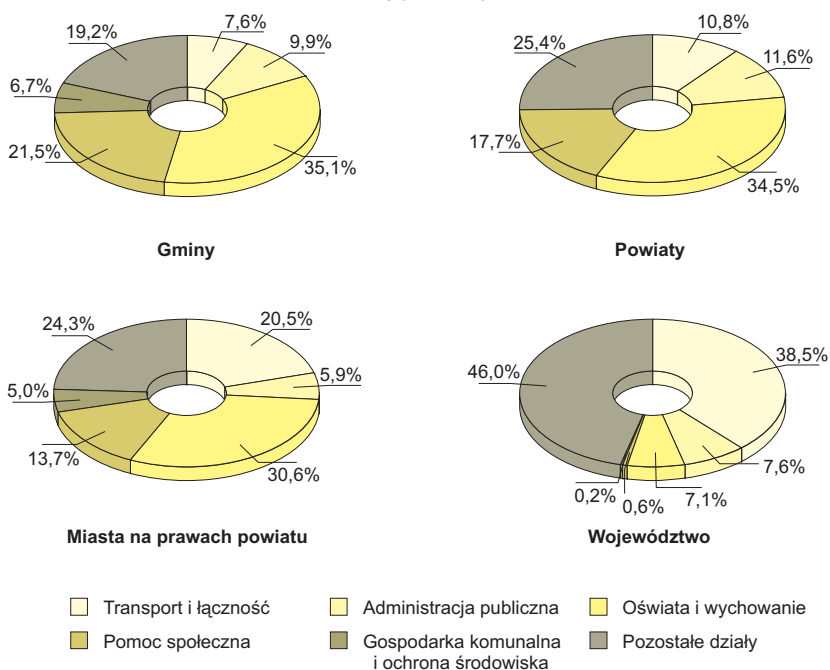 19,2%
7,6%
9,9%
6,7%
21,5%
35,1%
Gminy
25,4%
10,8%
11,6%
17,7%
34,5%
Powiaty
24,3%
20,5%
5,9%
5,0%
13,7%
30,6%
Miasta na prawach powiatu
46,0%
38,5%
0,2%
0,6%
7,1%
7,6%
Województwo
Transport i łączność
Administracja publiczna
Oświata i wychowanie
Pomoc społeczna
Gospodarka komunalna
i ochrona środowiska
Pozostałe działy